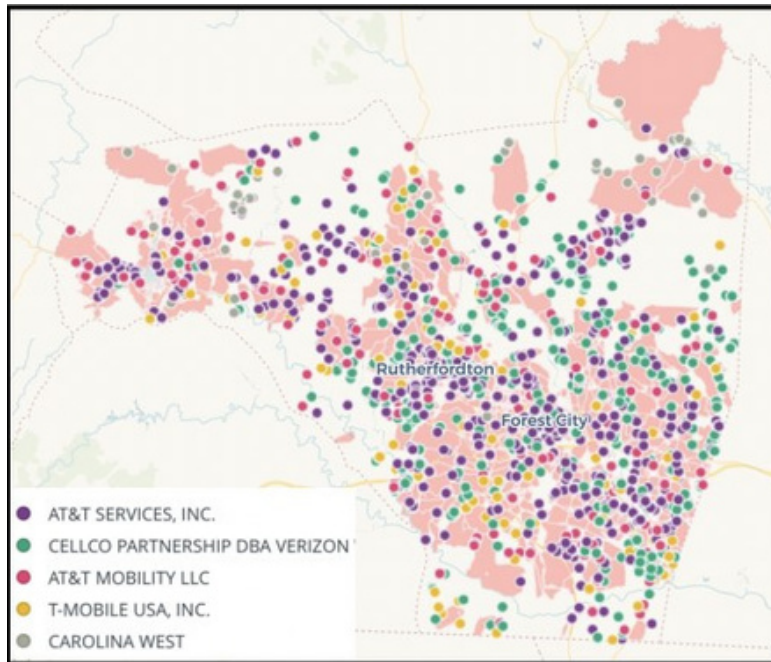 Rutherfordton
Forest City
AT&T SERVICES, INC.
CELLCO PARTNERSHIP DBA VERIZON
AT&T MOBILITY LLC
T-MOBILE USA, INC.
CAROLINA WEST